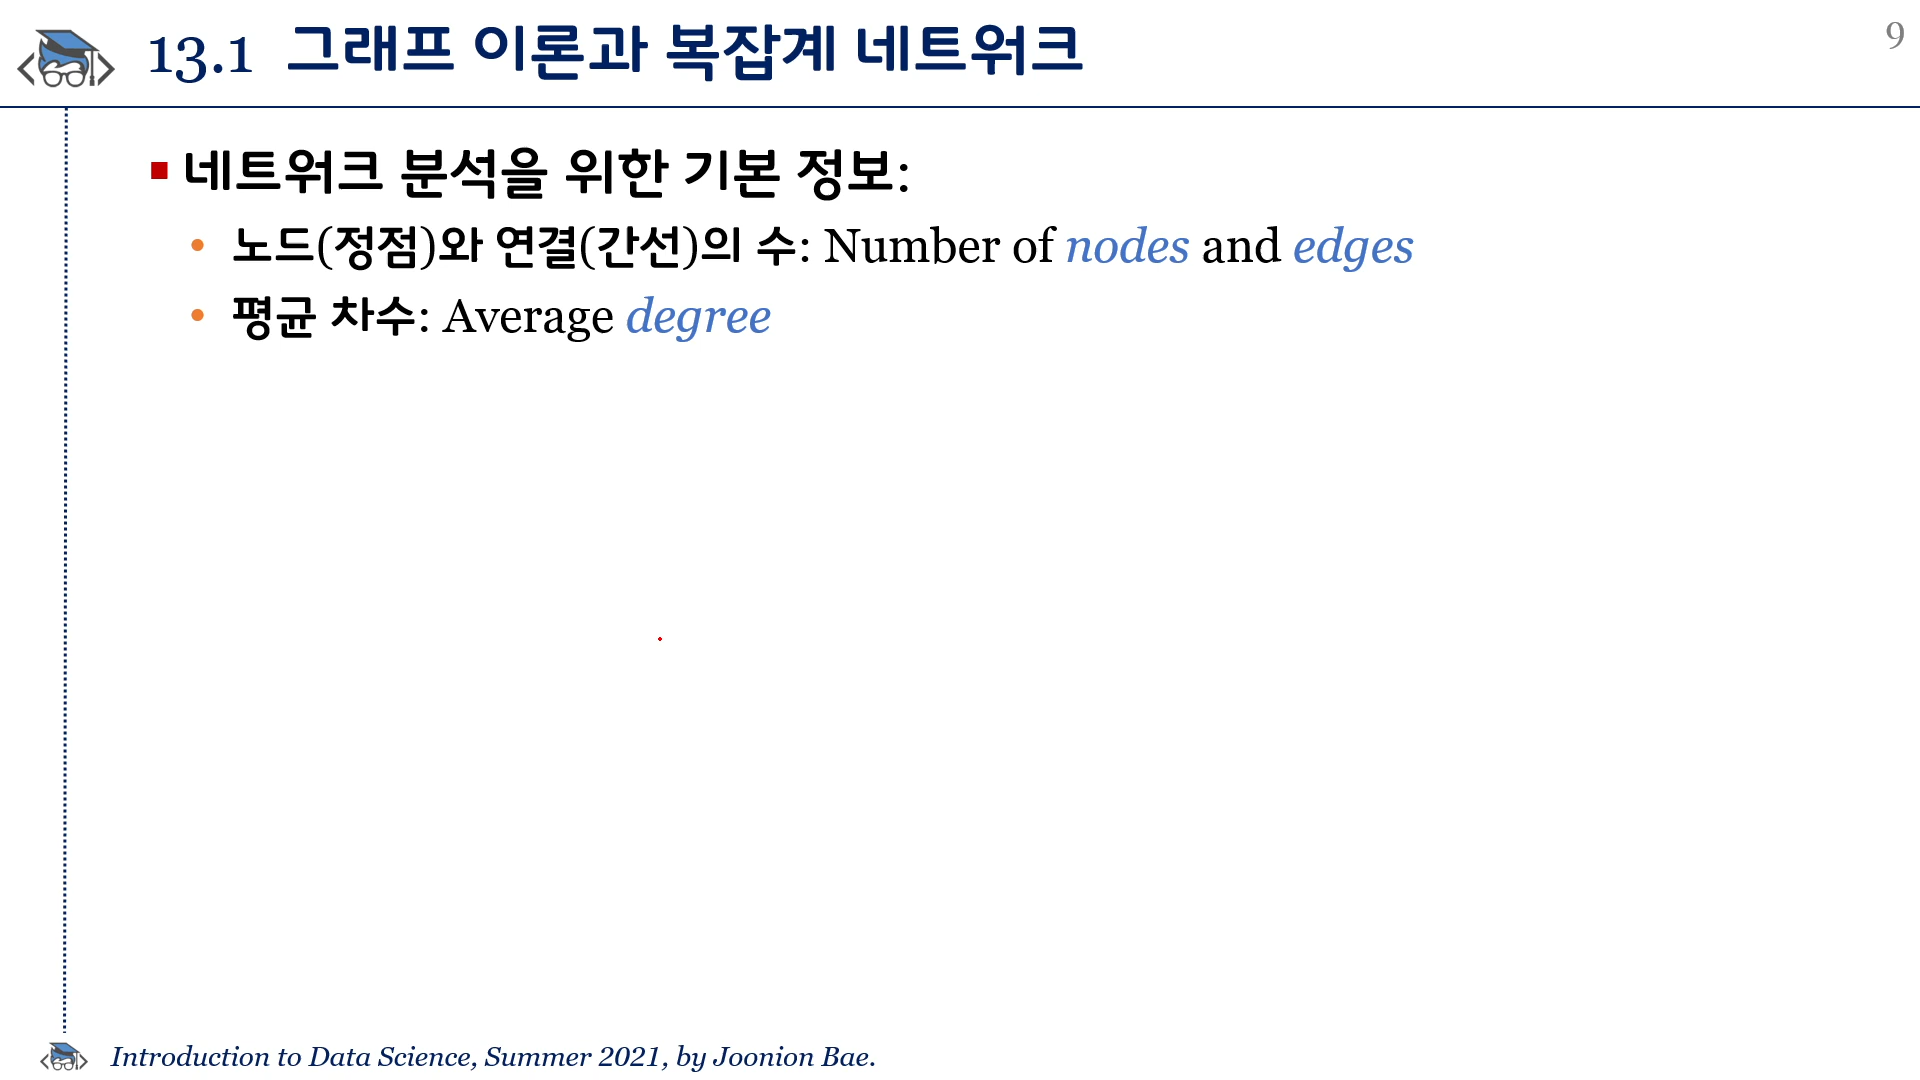 13.1 그래프 이론과 복잡계 네트워크
9
네트워크 분석을 위한 기본 정보:
노드(정점)와 연결(간선)의 수: Number of nodes and edges
평균 차수: Average degree
Introduction to Data Science, Summer 2021, by Joonion Bae.